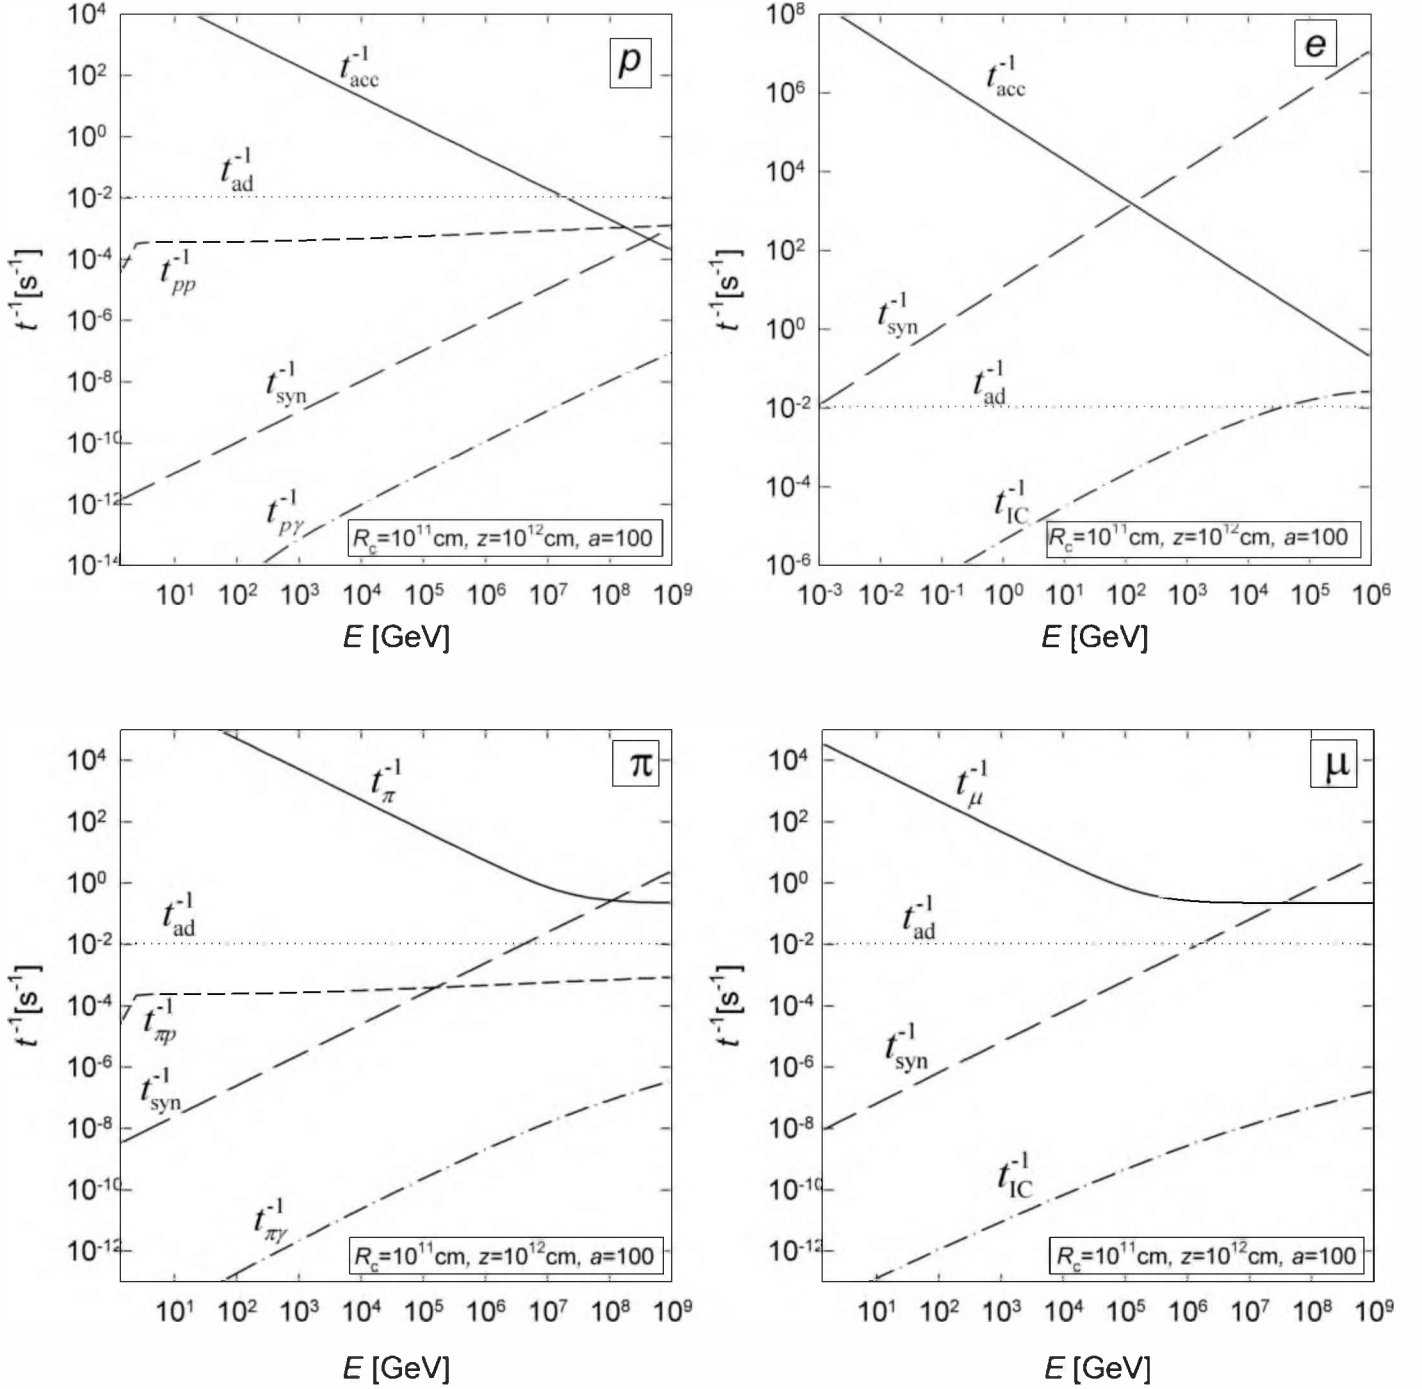 10⁴
10²
10⁰
10⁻²
10⁻⁴
10⁻⁶
10⁻⁸
10⁻¹⁰
10⁻¹²
10⁻¹⁴
t⁻¹[s⁻¹]
p
t⁻¹acc
t⁻¹ad
t⁻¹pp
t⁻¹syn
t⁻¹pγ
Rc=10¹¹cm, z=10¹²cm, a=100
10¹ 10² 10³ 10⁴ 10⁵ 10⁶ 10⁷ 10⁸ 10⁹
E [GeV]
10⁸
10⁶
10⁴
10²
10⁰
10⁻²
10⁻⁴
10⁻⁶
t⁻¹[s⁻¹]
e
t⁻¹acc
t⁻¹syn
t⁻¹ad
t⁻¹IC
Rc=10¹¹cm, z=10¹²cm, a=100
10⁻³ 10⁻² 10⁻¹ 10⁰ 10¹ 10² 10³ 10⁴ 10⁵ 10⁶
E [GeV]
10⁴
10²
10⁰
10⁻²
10⁻⁴
10⁻⁶
10⁻⁸
10⁻¹⁰
10⁻¹²
t⁻¹[s⁻¹]
π
t⁻¹π
t⁻¹ad
t⁻¹πp
t⁻¹syn
t⁻¹πγ
Rc=10¹¹cm, z=10¹²cm, a=100
10¹ 10² 10³ 10⁴ 10⁵ 10⁶ 10⁷ 10⁸ 10⁹
E [GeV]
10⁴
10²
10⁰
10⁻²
10⁻⁴
10⁻⁶
10⁻⁸
10⁻¹⁰
10⁻¹²
t⁻¹[s⁻¹]
μ
t⁻¹μ
t⁻¹ad
t⁻¹syn
t⁻¹IC
Rc=10¹¹cm, z=10¹²cm, a=100
10¹ 10² 10³ 10⁴ 10⁵ 10⁶ 10⁷ 10⁸ 10⁹
E [GeV]